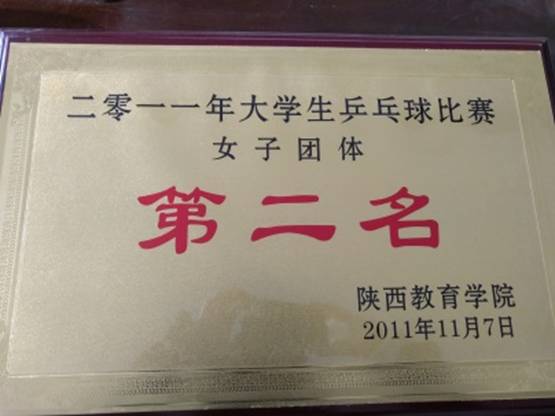 二零一一年大学生乒乓球比赛
女子团体
第二名
陕西教育学院
2011年11月7日